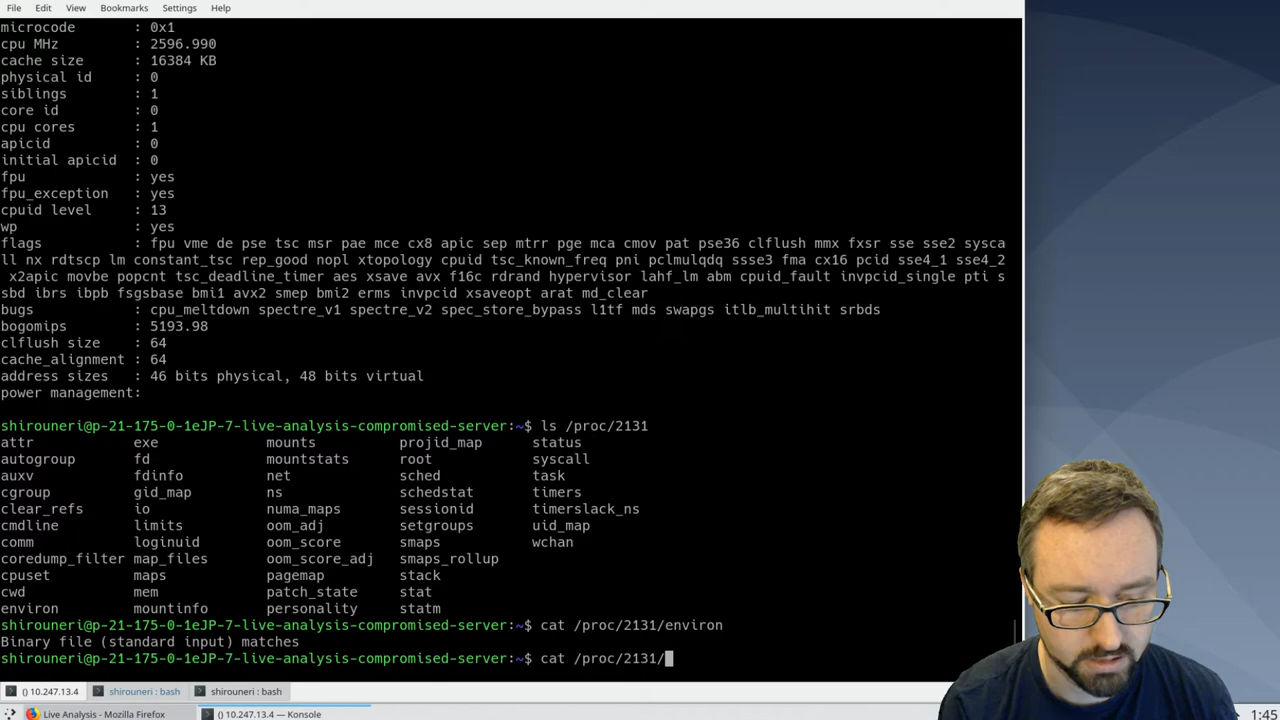 File Edit View Bookmarks Settings Help
microcode : 0x1
cpu MHz : 2596.990
cache size : 16384 KB
physical id : 0
siblings : 1
core id : 0
cpu cores : 1
apicid : 0
initial apicid : 0
fpu : yes
fpu_exception : yes
cpuid level : 13
wp : yes
flags : fpu vme de pse tsc msr pae mce cx8 apic sep mtrr pge mca cmov pat pse36 clflush mmx fxsr sse sse2 sysca
ll nx rdtscp lm constant_tsc rep_good nopl xtopology cpuid tsc_known_freq pni pclmulqdq ssse3 fma cx16 pcid sse4_1 sse4_2
x2apic movbe popcnt tsc_deadline_timer aes xsave avx f16c rdrand hypervisor lahf_lm abm cpuid_fault invpcid_single pti s
sbd ibrs ibpb fsgsbase bmi1 avx2 smep bmi2 erms invpcid xsaveopt arat md_clear
bugs : cpu_meltdown spectre_v1 spectre_v2 spec_store_bypass l1tf mds swapgs itlb_multihit srbds
bogomips : 5193.98
clflush size : 64
cache_alignment : 64
address sizes : 46 bits physical, 48 bits virtual
power management:
shirouneri@p-21-175-0-1eJP-7-live-analysis-compromised-server:~$ ls /proc/2131
attr exe mounts projid_map status
autogroup fd mountstats root syscall
auxv fdinfo net sched task
cgroup gid_map ns schedstat timers
clear_refs io numa_maps sessionid timerslack_ns
cmdline limits oom_adj setgroups uid_map
comm loginuid oom_score smaps wchan
coredump_filter map_files oom_score_adj smaps_rollup
cpuset maps pagemap stack
cwd mem patch_state stat
environ mountinfo personality statm
shirouneri@p-21-175-0-1eJP-7-live-analysis-compromised-server:~$ cat /proc/2131/environ
Binary file (standard input) matches
shirouneri@p-21-175-0-1eJP-7-live-analysis-compromised-server:~$ cat /proc/2131/
() 10.247.13.4 shirouneri : bash shirouneri : bash
Live Analysis - Mozilla Firefox () 10.247.13.4 — Konsole 1:45